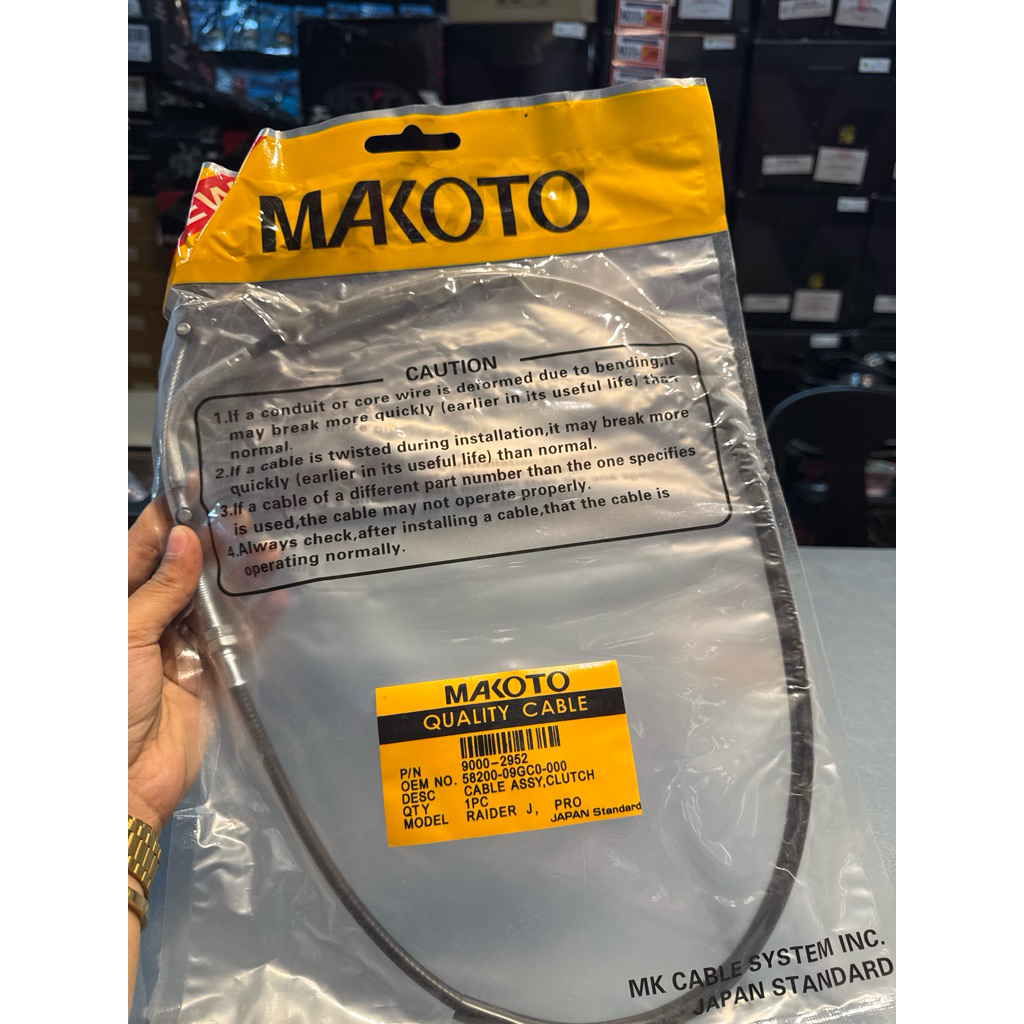 MAKOTO
CAUTION
1.If a conduit or core wire is deformed due to bending,it
may break more quickly (earlier in its useful life) than
normal.
2.If a cable is twisted during installation,it may break more
quickly (earlier in its useful life) than normal.
3.If a cable of a different part number than the one specifies
is used,the cable may not operate properly.
4.Always check,after installing a cable,that the cable is
operating normally.
MAKOTO
QUALITY CABLE
P/N 9000-2952
OEM NO. 58200-09GC0-000
DESC CABLE ASSY,CLUTCH
QTY 1PC
MODEL RAIDER J, PRO
JAPAN Standard
MK CABLE SYSTEM INC.
JAPAN STANDARD